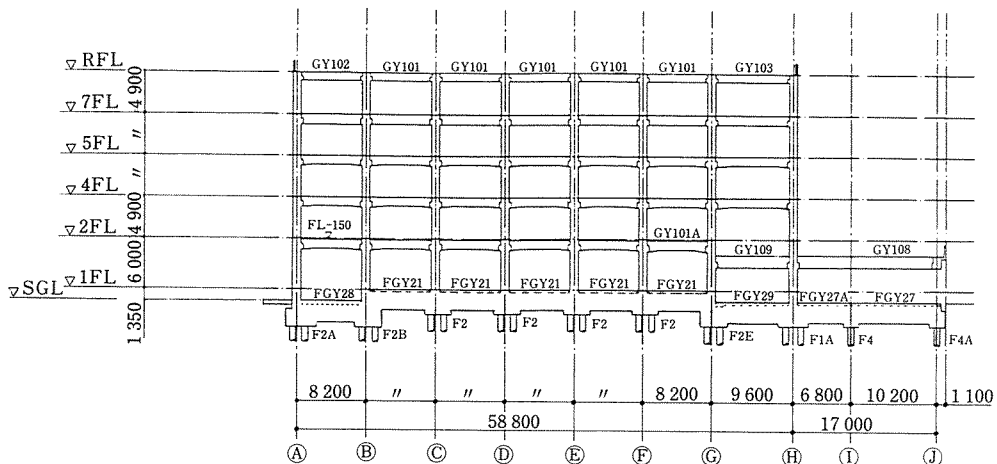 ▽ RFL
GY102 GY101 GY101 GY101 GY101 GY101 GY103
4 900
▽ 7FL
〃
▽ 5FL
〃
▽ 4FL
4 900
FL-150
▽ 2FL
GY101A
GY109 GY108
6 000
▽ 1FL
▽ SGL
FGY28 FGY21 FGY21 FGY21 FGY21 FGY21 FGY29 FGY27A FGY27
1 350
F2A F2B F2 F2 F2 F2 F2E F1A F4 F4A
8 200 〃 〃 〃 〃 8 200 9 600 6 800 10 200 1 100
58 800 17 000
Ⓐ Ⓑ Ⓒ Ⓓ Ⓔ Ⓕ Ⓖ Ⓗ Ⓘ Ⓙ